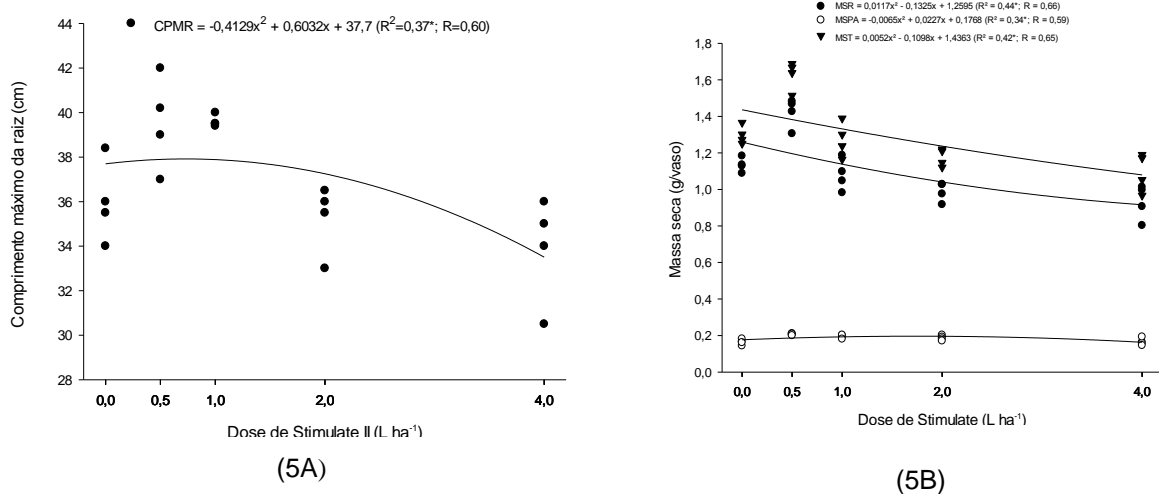 CPMR = -0,4129x² + 0,6032x + 37,7 (R²=0,37*; R=0,60)
Comprimento máximo da raiz (cm)
44
42
40
38
36
34
32
30
28
0,0 0,5 1,0 2,0 4,0
Dose de Stimulate II (L ha⁻¹)
(5A)
MSR = 0,0117x² - 0,1325x + 1,2595 (R² = 0,44*; R = 0,66)
MSPA = -0,0065x² + 0,0227x + 0,1768 (R² = 0,34*; R = 0,59)
MST = 0,0052x² - 0,1098x + 1,4363 (R² = 0,42*; R = 0,65)
Massa seca (g/vaso)
1,8
1,6
1,4
1,2
1,0
0,8
0,6
0,4
0,2
0,0
0,0 0,5 1,0 2,0 4,0
Dose de Stimulate (L ha⁻¹)
(5B)